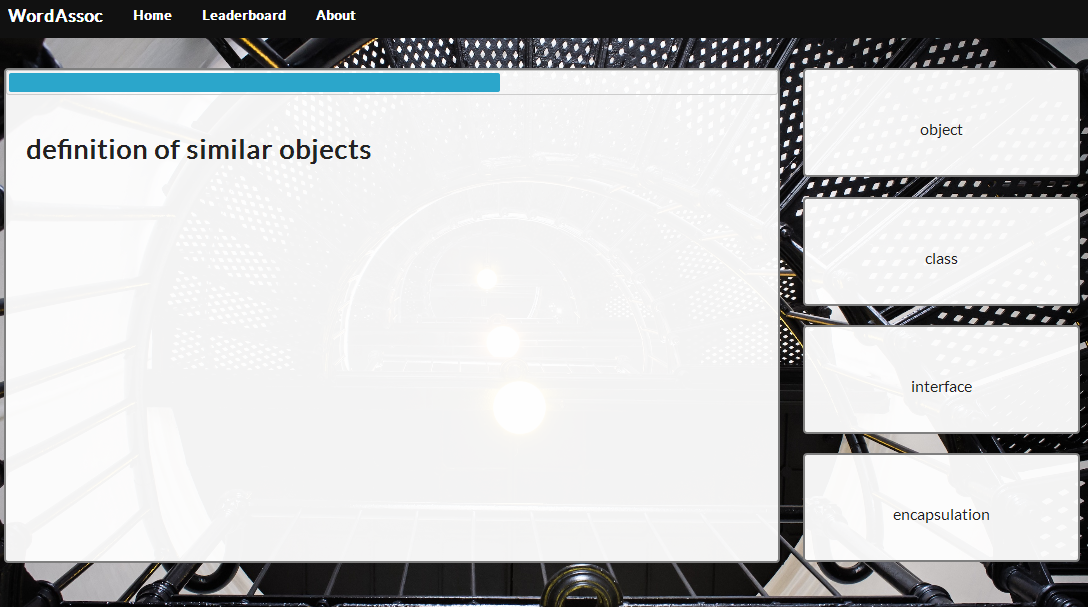 WordAssoc Home Leaderboard About
definition of similar objects
object
class
interface
encapsulation